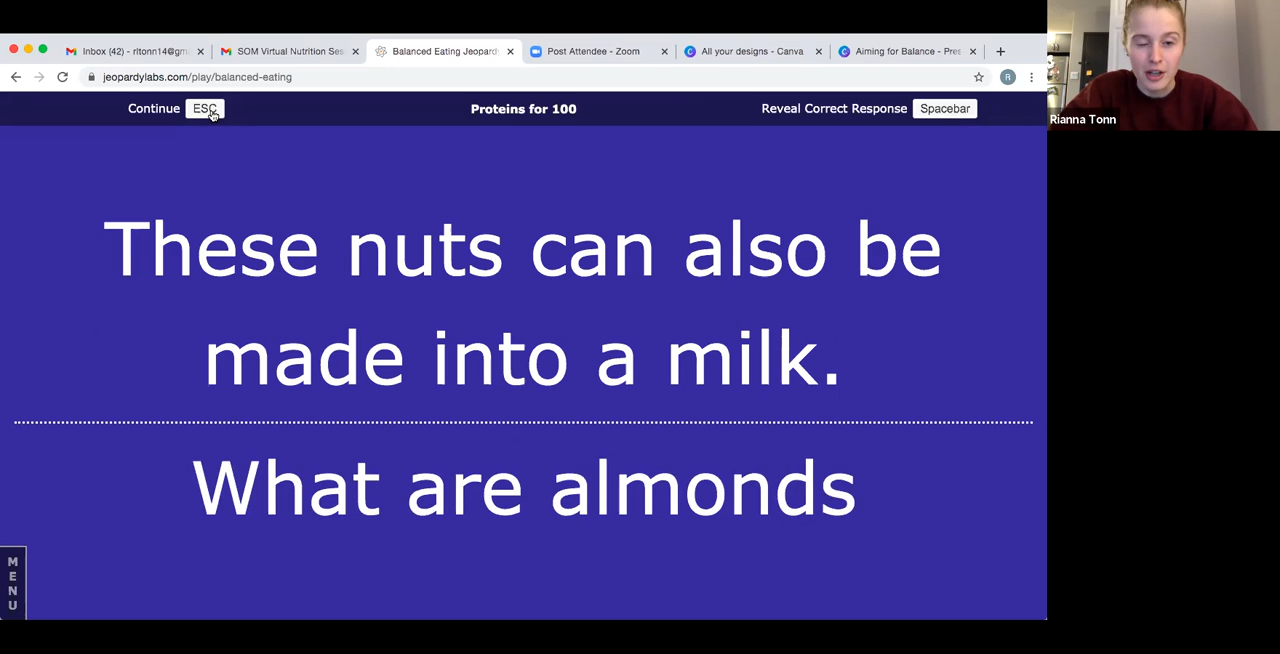 Inbox (42) - rltonn14@gm
SOM Virtual Nutrition Ses
Balanced Eating Jeopard
Post Attendee - Zoom
All your designs - Canva
Aiming for Balance - Pres
jeopardylabs.com/play/balanced-eating
R
Continue ESC
Proteins for 100
Reveal Correct Response Spacebar
Rianna Tonn
These nuts can also be
made into a milk.
What are almonds
MENU